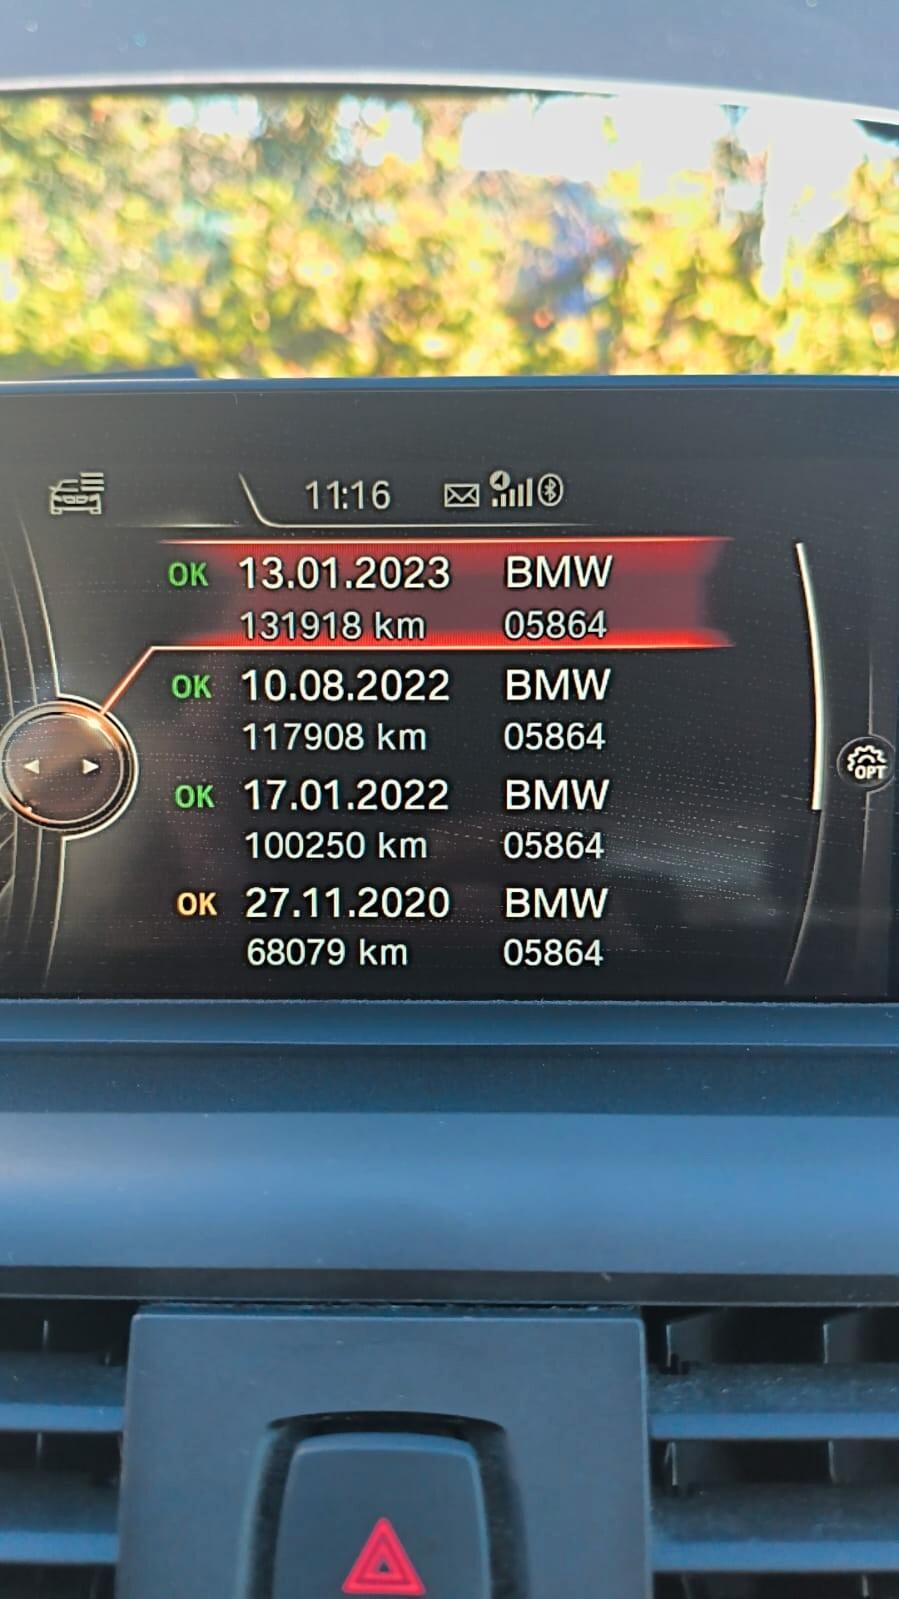 11:16
OK 13.01.2023 BMW
131918 km 05864
OK 10.08.2022 BMW
117908 km 05864
OK 17.01.2022 BMW
100250 km 05864
OK 27.11.2020 BMW
68079 km 05864
OPT